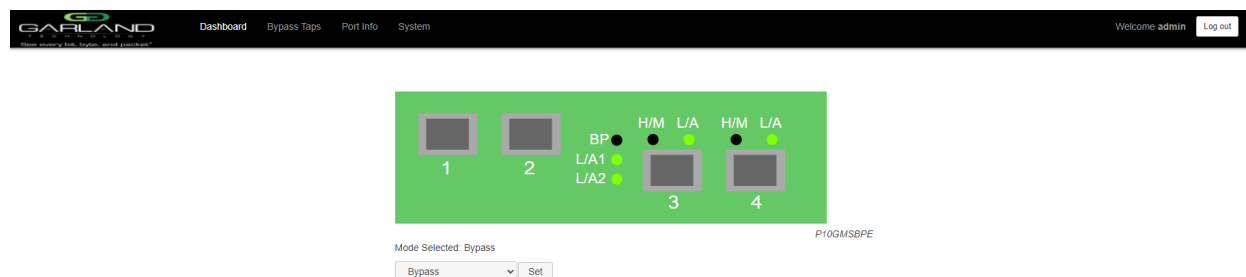 GARLAND
TECHNOLOGY
See every bit, byte, and packet®
Dashboard Bypass Taps Port Info System
Welcome admin Log out
H/M L/A H/M L/A
BP
L/A1
L/A2
1 2
3 4
P10GMSBPE
Mode Selected: Bypass
Bypass Set